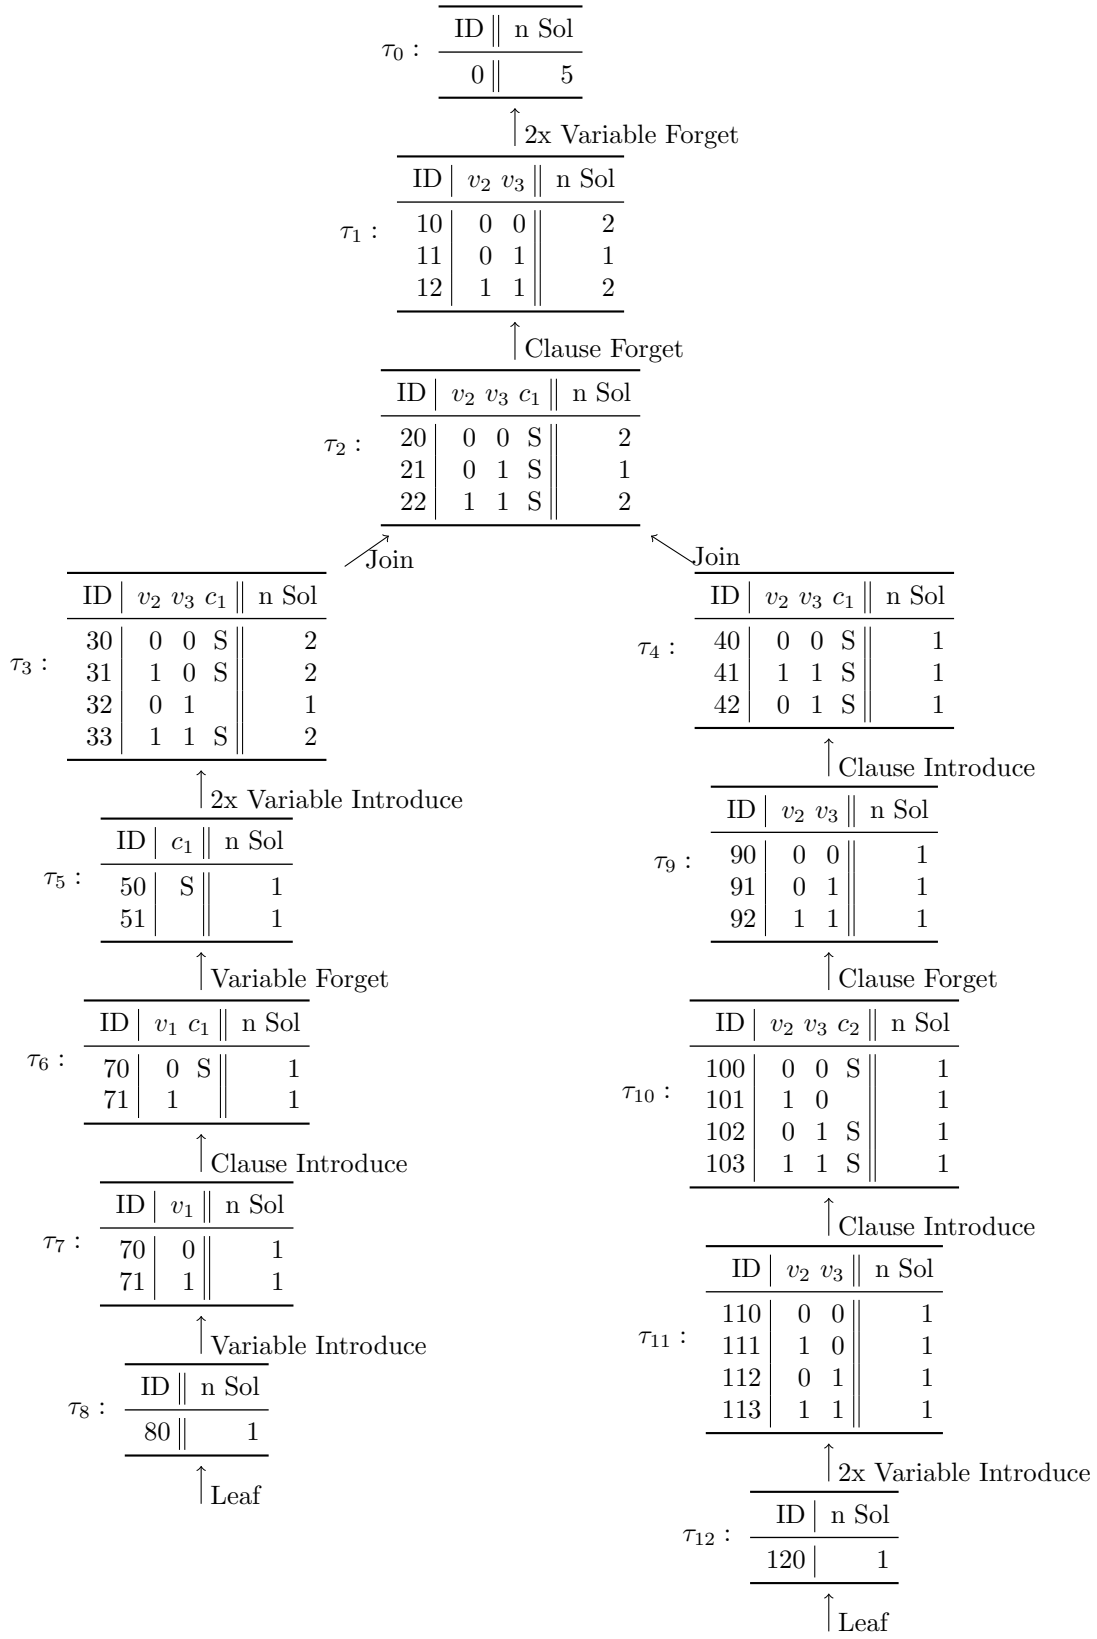 τ0 :
ID || n Sol
0 || 5
2x Variable Forget
τ1 :
ID | v2 v3 || n Sol
10 | 0 0 || 2
11 | 0 1 || 1
12 | 1 1 || 2
Clause Forget
τ2 :
ID | v2 v3 c1 || n Sol
20 | 0 0 S || 2
21 | 0 1 S || 1
22 | 1 1 S || 2
Join
Join
τ3 :
ID | v2 v3 c1 || n Sol
30 | 0 0 S || 2
31 | 1 0 S || 2
32 | 0 1 || 1
33 | 1 1 S || 2
2x Variable Introduce
τ5 :
ID | c1 || n Sol
50 | S || 1
51 | || 1
Variable Forget
τ6 :
ID | v1 c1 || n Sol
70 | 0 S || 1
71 | 1 || 1
Clause Introduce
τ7 :
ID | v1 || n Sol
70 | 0 || 1
71 | 1 || 1
Variable Introduce
τ8 :
ID || n Sol
80 || 1
Leaf
τ4 :
ID | v2 v3 c1 || n Sol
40 | 0 0 S || 1
41 | 1 1 S || 1
42 | 0 1 S || 1
Clause Introduce
τ9 :
ID | v2 v3 || n Sol
90 | 0 0 || 1
91 | 0 1 || 1
92 | 1 1 || 1
Clause Forget
τ10 :
ID | v2 v3 c2 || n Sol
100 | 0 0 S || 1
101 | 1 0 || 1
102 | 0 1 S || 1
103 | 1 1 S || 1
Clause Introduce
τ11 :
ID | v2 v3 || n Sol
110 | 0 0 || 1
111 | 1 0 || 1
112 | 0 1 || 1
113 | 1 1 || 1
2x Variable Introduce
τ12 :
ID | n Sol
120 | 1
Leaf